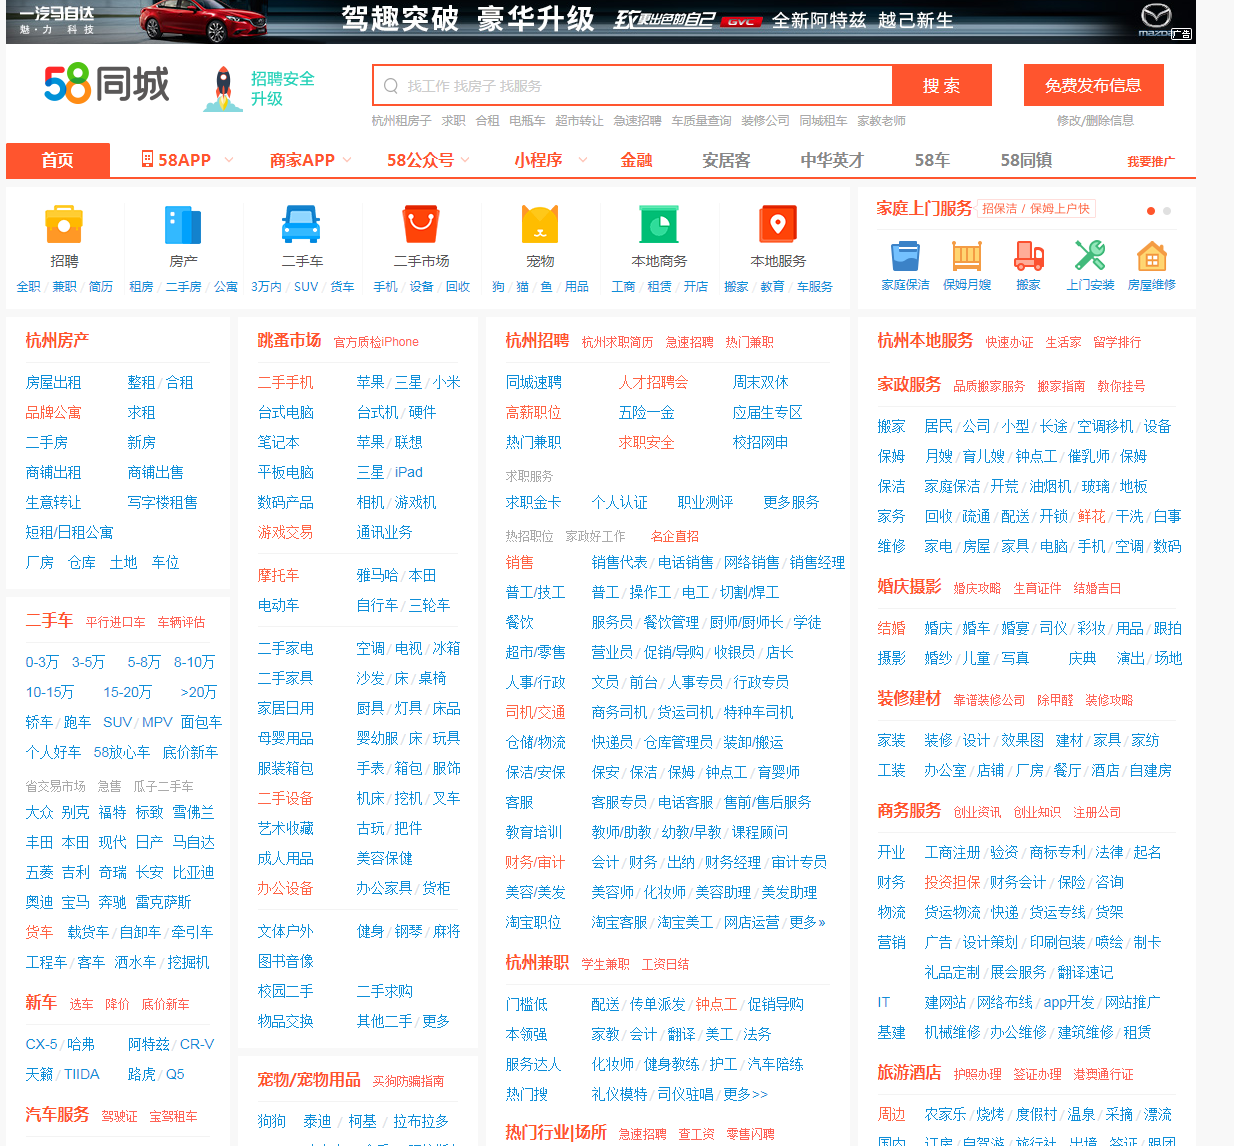 一汽马自达
魅·力 科技
驾趣突破 豪华升级 致更出色的自己 GVC 全新阿特兹 越己新生
mazda 广告
58同城
招聘安全
升级
找工作 找房子 找服务
搜 索
免费发布信息
杭州租房子 求职 合租 电瓶车 超市转让 急速招聘 车质量查询 装修公司 同城租车 家教老师
修改/删除信息
首页 58APP 商家APP 58公众号 小程序 金融 安居客 中华英才 58车 58同镇 我要推广
招聘
全职 / 兼职 / 简历
房产
租房 / 二手房 / 公寓
二手车
3万内 / SUV / 货车
二手市场
手机 / 设备 / 回收
宠物
狗 / 猫 / 鱼 / 用品
本地商务
工商 / 租赁 / 开店
本地服务
搬家 / 教育 / 车服务
家庭上门服务 招保洁 / 保姆上户快
家庭保洁 保姆月嫂 搬家 上门安装 房屋维修
杭州房产
房屋出租 整租 / 合租
品牌公寓 求租
二手房 新房
商铺出租 商铺出售
生意转让 写字楼租售
短租/日租公寓
厂房 仓库 土地 车位
二手车 平行进口车 车辆评估
0-3万 3-5万 5-8万 8-10万
10-15万 15-20万 >20万
轿车 / 跑车 SUV / MPV 面包车
个人好车 58放心车 底价新车
省交易市场 急售 瓜子二手车
大众 别克 福特 标致 雪佛兰
丰田 本田 现代 日产 马自达
五菱 吉利 奇瑞 长安 比亚迪
奥迪 宝马 奔驰 雷克萨斯
货车 载货车 / 自卸车 / 牵引车
工程车 / 客车 洒水车 / 挖掘机
新车 选车 降价 底价新车
CX-5 / 哈弗 阿特兹 / CR-V
天籁 / TIIDA 路虎 / Q5
汽车服务 驾驶证 宝驾租车
跳蚤市场 官方质检iPhone
二手手机 苹果 / 三星 / 小米
台式电脑 台式机 / 硬件
笔记本 苹果 / 联想
平板电脑 三星 / iPad
数码产品 相机 / 游戏机
游戏交易 通讯业务
摩托车 雅马哈 / 本田
电动车 自行车 / 三轮车
二手家电 空调 / 电视 / 冰箱
二手家具 沙发 / 床 / 桌椅
家居日用 厨具 / 灯具 / 床品
母婴用品 婴幼服 / 床 / 玩具
服装箱包 手表 / 箱包 / 服饰
二手设备 机床 / 挖机 / 叉车
艺术收藏 古玩 / 把件
成人用品 美容保健
办公设备 办公家具 / 货柜
文体户外 健身 / 钢琴 / 麻将
图书音像
校园二手 二手求购
物品交换 其他二手 / 更多
宠物/宠物用品 买狗防骗指南
狗狗 泰迪 / 柯基 / 拉布拉多
杭州招聘 杭州求职简历 急速招聘 热门兼职
同城速聘 人才招聘会 周末双休
高薪职位 五险一金 应届生专区
热门兼职 求职安全 校招网申
求职服务
求职金卡 个人认证 职业测评 更多服务
热招职位 家政好工作 名企直招
销售 销售代表 / 电话销售 / 网络销售 / 销售经理
普工/技工 普工 / 操作工 / 电工 / 切割/焊工
餐饮 服务员 / 餐饮管理 / 厨师/厨师长 / 学徒
超市/零售 营业员 / 促销/导购 / 收银员 / 店长
人事/行政 文员 / 前台 / 人事专员 / 行政专员
司机/交通 商务司机 / 货运司机 / 特种车司机
仓储/物流 快递员 / 仓库管理员 / 装卸/搬运
保洁/安保 保安 / 保洁 / 保姆 / 钟点工 / 育婴师
客服 客服专员 / 电话客服 / 售前/售后服务
教育培训 教师/助教 / 幼教/早教 / 课程顾问
财务/审计 会计 / 财务 / 出纳 / 财务经理 / 审计专员
美容/美发 美容师 / 化妆师 / 美容助理 / 美发助理
淘宝职位 淘宝客服 / 淘宝美工 / 网店运营 / 更多 »
杭州兼职 学生兼职 工资日结
门槛低 配送 / 传单派发 / 钟点工 / 促销导购
本领强 家教 / 会计 / 翻译 / 美工 / 法务
服务达人 化妆师 / 健身教练 / 护工 / 汽车陪练
热门搜 礼仪模特 / 司仪驻唱 / 更多>>
热门行业|场所 急速招聘 查工资 零售闪聘
杭州本地服务 快速办证 生活家 留学排行
家政服务 品质搬家服务 搬家指南 教你挂号
搬家 居民 / 公司 / 小型 / 长途 / 空调移机 / 设备
保姆 月嫂 / 育儿嫂 / 钟点工 / 催乳师 / 保姆
保洁 家庭保洁 / 开荒 / 油烟机 / 玻璃 / 地板
家务 回收 / 疏通 / 配送 / 开锁 / 鲜花 / 干洗 / 白事
维修 家电 / 房屋 / 家具 / 电脑 / 手机 / 空调 / 数码
婚庆摄影 婚庆攻略 生育证件 结婚吉日
结婚 婚庆 / 婚车 / 婚宴 / 司仪 / 彩妆 / 用品 / 跟拍
摄影 婚纱 / 儿童 / 写真 庆典 演出 / 场地
装修建材 靠谱装修公司 除甲醛 装修攻略
家装 装修 / 设计 / 效果图 建材 / 家具 / 家纺
工装 办公室 / 店铺 / 厂房 / 餐厅 / 酒店 / 自建房
商务服务 创业资讯 创业知识 注册公司
开业 工商注册 / 验资 / 商标专利 / 法律 / 起名
财务 投资担保 / 财务会计 / 保险 / 咨询
物流 货运物流 / 快递 / 货运专线 / 货架
营销 广告 / 设计策划 / 印刷包装 / 喷绘 / 制卡
礼品定制 / 展会服务 / 翻译速记
IT 建网站 / 网络布线 / app开发 / 网站推广
基建 机械维修 / 办公维修 / 建筑维修 / 租赁
旅游酒店 护照办理 签证办理 港澳通行证
周边 农家乐 / 烧烤 / 度假村 / 温泉 / 采摘 / 漂流
国内 订房 / 自驾游 / 旅行社 出境 / 签证 / 跟团